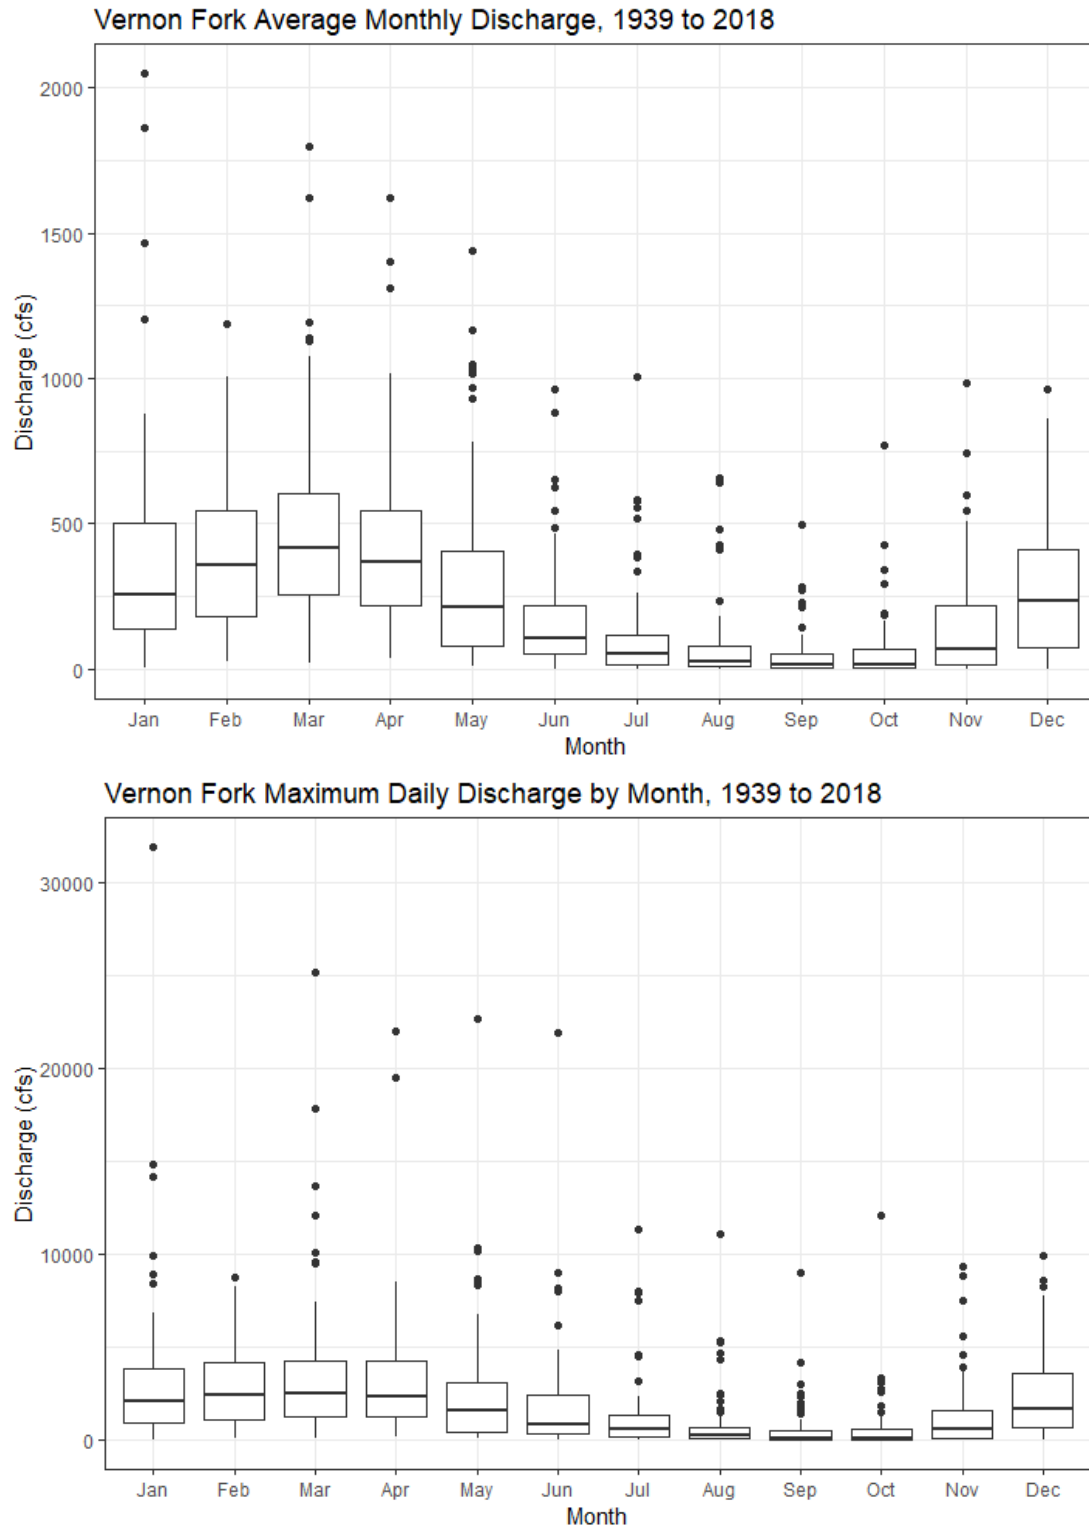 Vernon Fork Average Monthly Discharge, 1939 to 2018
2000
1500
1000
500
0
Discharge (cfs)
Jan Feb Mar Apr May Jun Jul Aug Sep Oct Nov Dec
Month
Vernon Fork Maximum Daily Discharge by Month, 1939 to 2018
30000
20000
10000
0
Discharge (cfs)
Jan Feb Mar Apr May Jun Jul Aug Sep Oct Nov Dec
Month